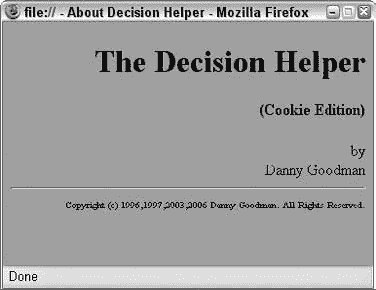 file:// - About Decision Helper - Mozilla Firefox
The Decision Helper
(Cookie Edition)
by
Danny Goodman
Copyright (c) 1996,1997,2003,2006 Danny Goodman. All Rights Reserved.
Done